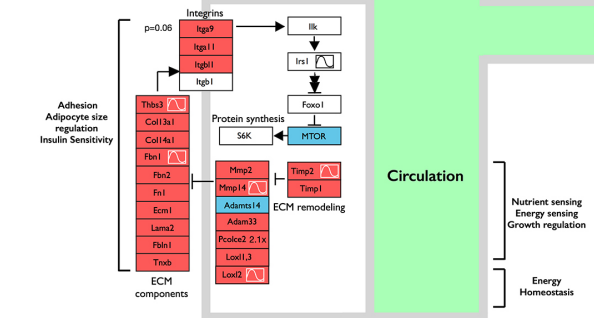 Integrins
p=0.06
Itga9
Itga11
Itgbl1
Itgb1
Ilk
Irs1
Foxo1
Protein synthesis
S6K
MTOR
Adhesion
Adipocyte size
regulation
Insulin Sensitivity
Thbs3
Col13a1
Col14a1
Fbn1
Fbn2
Fn1
Ecm1
Lama2
Fbln1
Tnxb
ECM
components
Mmp2
Mmp14
Adamts14
Adam33
Pcolce2 2.1x
Loxl1,3
Loxl2
Timp2
Timp1
ECM remodeling
Circulation
Nutrient sensing
Energy sensing
Growth regulation
Energy
Homeostasis